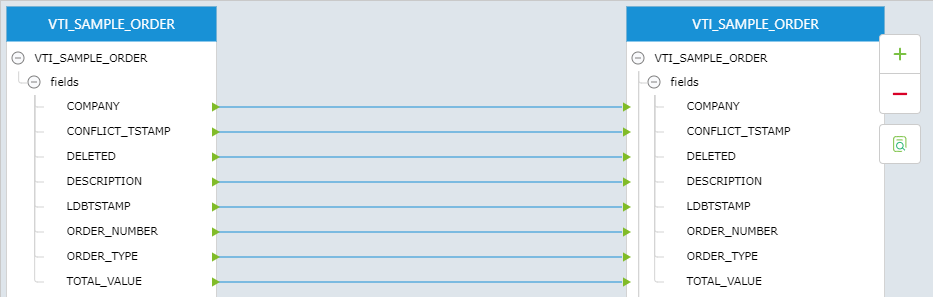 VTI_SAMPLE_ORDER
VTI_SAMPLE_ORDER
fields
COMPANY
CONFLICT_TSTAMP
DELETED
DESCRIPTION
LDBTSTAMP
ORDER_NUMBER
ORDER_TYPE
TOTAL_VALUE
VTI_SAMPLE_ORDER
VTI_SAMPLE_ORDER
fields
COMPANY
CONFLICT_TSTAMP
DELETED
DESCRIPTION
LDBTSTAMP
ORDER_NUMBER
ORDER_TYPE
TOTAL_VALUE